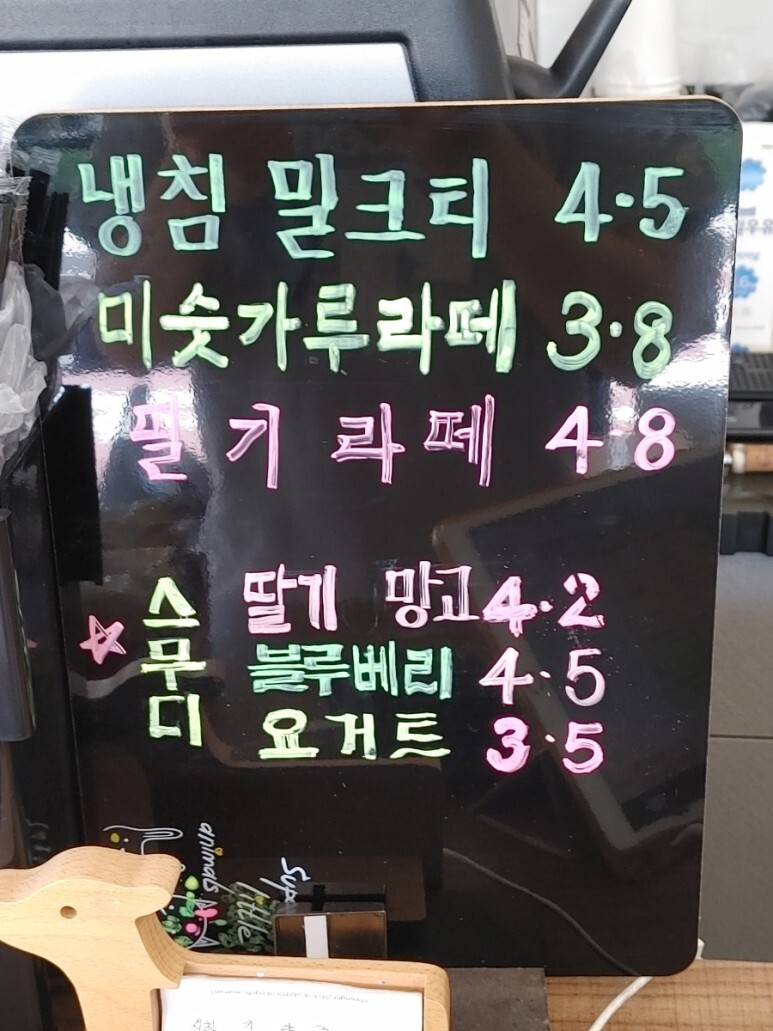 냉침 밀크티 4.5
미숫가루라떼 3.8
딸기라떼 4.8
스무디
딸기 망고 4.2
블루베리 4.5
요거트 3.5
animals
little